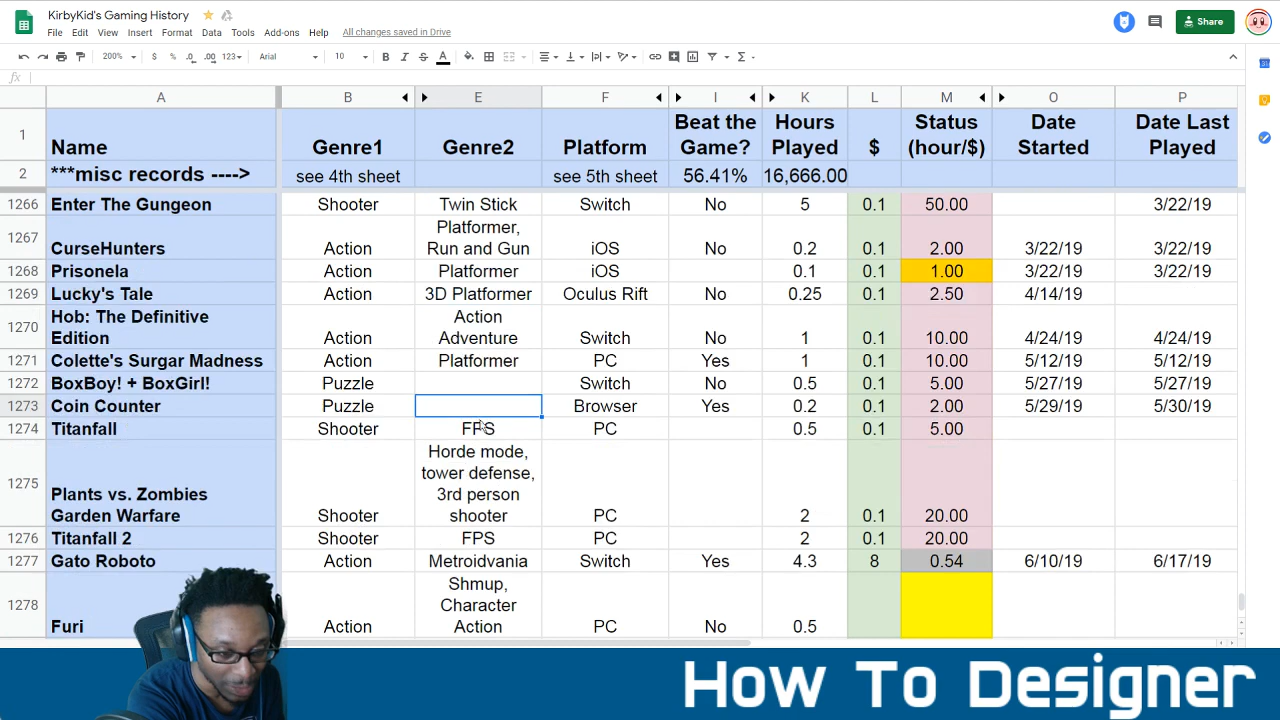 KirbyKid's Gaming History
File Edit View Insert Format Data Tools Add-ons Help All changes saved in Drive
Share
200% $ % .0 .00 123 Arial 10 B I S A
fx
A B E F I K L M O P
1 Name Genre1 Genre2 Platform Beat the Game? Hours Played $ Status (hour/$) Date Started Date Last Played
2 ***misc records ----> see 4th sheet see 5th sheet 56.41% 16,666.00
1266 Enter The Gungeon Shooter Twin Stick Switch No 5 0.1 50.00 3/22/19
1267 CurseHunters Action Platformer, Run and Gun iOS No 0.2 0.1 2.00 3/22/19 3/22/19
1268 Prisonela Action Platformer iOS 0.1 0.1 1.00 3/22/19 3/22/19
1269 Lucky's Tale Action 3D Platformer Oculus Rift No 0.25 0.1 2.50 4/14/19
1270 Hob: The Definitive Edition Action Action Adventure Switch No 1 0.1 10.00 4/24/19 4/24/19
1271 Colette's Surgar Madness Action Platformer PC Yes 1 0.1 10.00 5/12/19 5/12/19
1272 BoxBoy! + BoxGirl! Puzzle Switch No 0.5 0.1 5.00 5/27/19 5/27/19
1273 Coin Counter Puzzle Browser Yes 0.2 0.1 2.00 5/29/19 5/30/19
1274 Titanfall Shooter FPS PC 0.5 0.1 5.00
1275 Plants vs. Zombies Garden Warfare Shooter Horde mode, tower defense, 3rd person shooter PC 2 0.1 20.00
1276 Titanfall 2 Shooter FPS PC 2 0.1 20.00
1277 Gato Roboto Action Metroidvania Switch Yes 4.3 8 0.54 6/10/19 6/17/19
1278 Furi Action Shmup, Character Action PC No 0.5
How To Designer